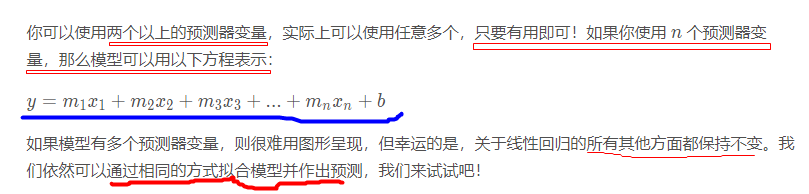 你可以使用两个以上的预测器变量，实际上可以使用任意多个，只要有用即可！如果你使用 n 个预测器变
量，那么模型可以用以下方程表示：
y = m₁x₁ + m₂x₂ + m₃x₃ + ... + mₙxₙ + b
如果模型有多个预测器变量，则很难用图形呈现，但幸运的是，关于线性回归的所有其他方面都保持不变。我
们依然可以通过相同的方式拟合模型并作出预测，我们来试试吧！